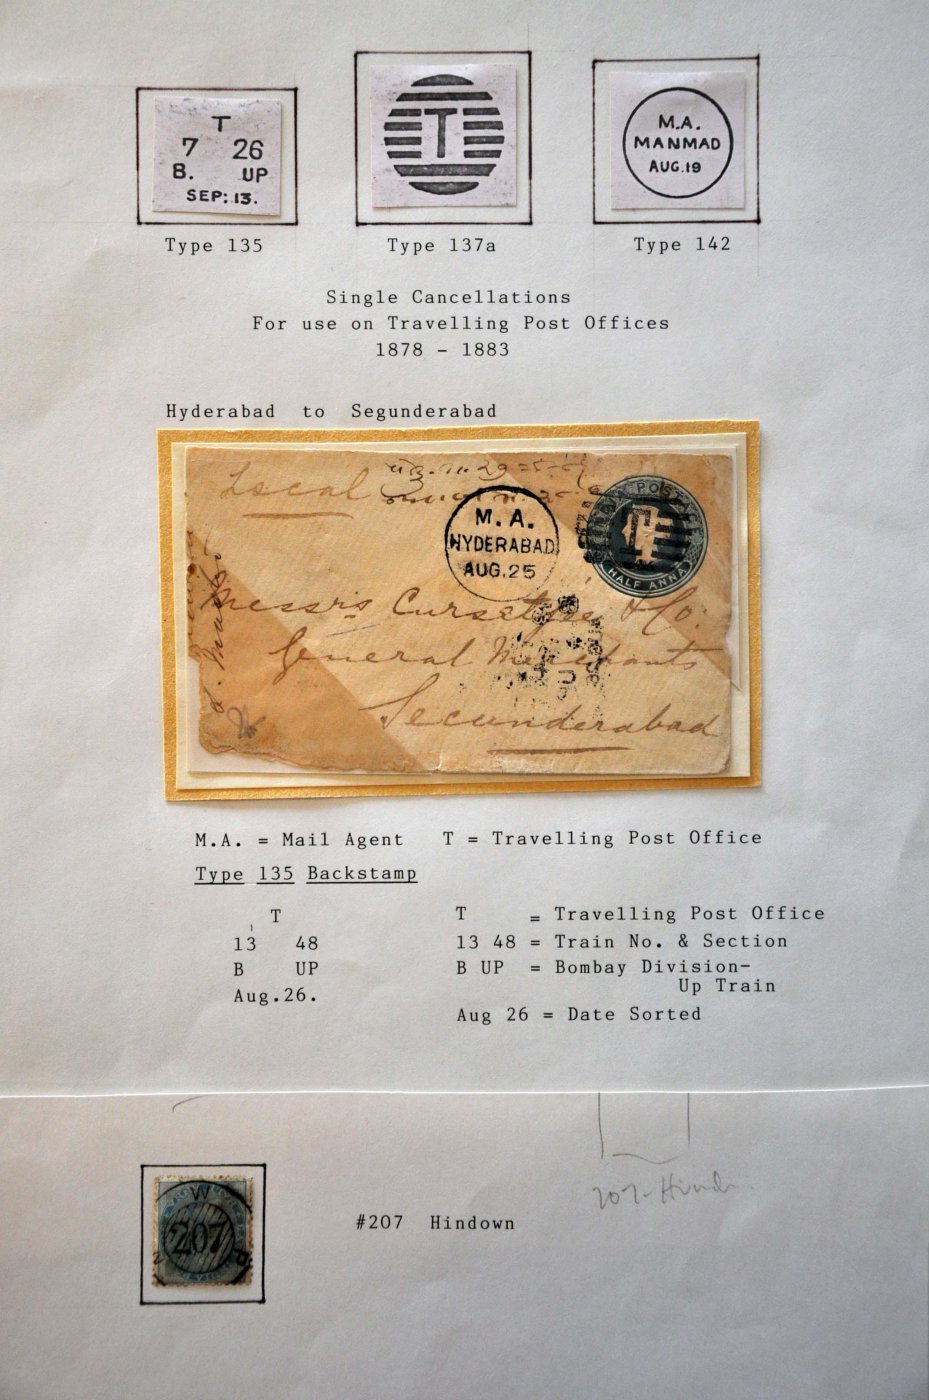 T
7 26
B. UP
SEP: 13.
T
M.A.
MANMAD
AUG.19
Type 135
Type 137a
Type 142
Single Cancellations
For use on Travelling Post Offices
1878 - 1883
Hyderabad to Segunderabad
Local
M. A.
HYDERABAD
AUG.25
INDIA POSTAGE
T
HALF ANNA
Messrs Cursetjee & Co.
General Merchants
Secunderabad
M.A. = Mail Agent T = Travelling Post Office
Type 135 Backstamp
T
13 48
B UP
Aug.26.
T = Travelling Post Office
13 48 = Train No. & Section
B UP = Bombay Division-
Up Train
Aug 26 = Date Sorted
W
207
N P
#207 Hindown
207-Hind